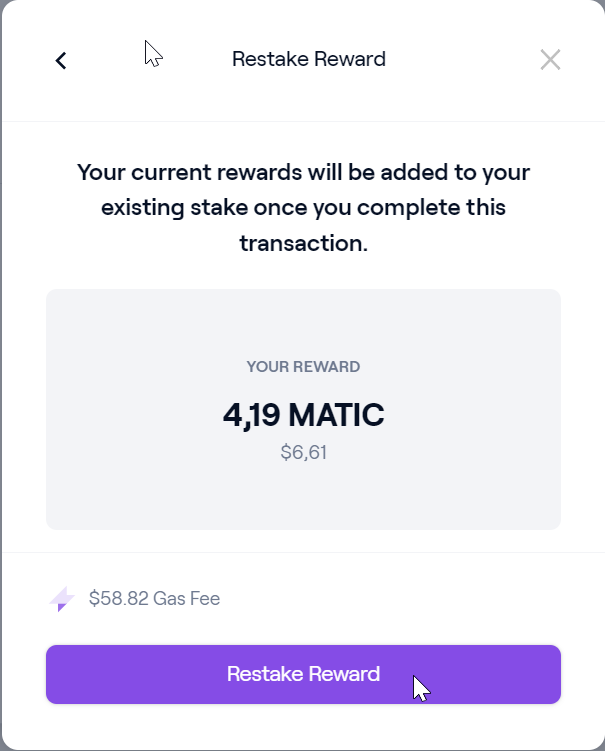 Restake Reward
Your current rewards will be added to your
existing stake once you complete this
transaction.
YOUR REWARD
4,19 MATIC
$6,61
$58.82 Gas Fee
Restake Reward